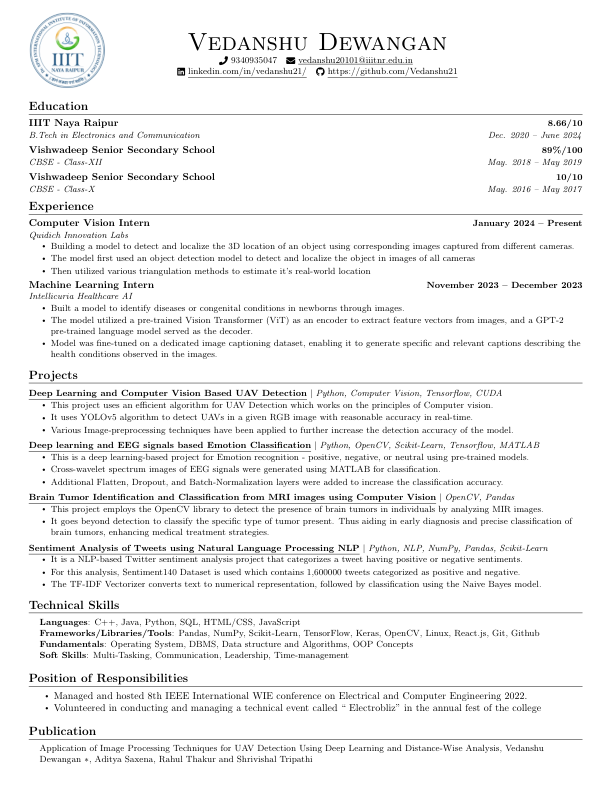 IIIT
NAYA RAIPUR
Vedanshu Dewangan
9340935047 vedanshu20101@iiitnr.edu.in
linkedin.com/in/vedanshu21/ https://github.com/Vedanshu21
Education
IIIT Naya Raipur 8.66/10
B.Tech in Electronics and Communication Dec. 2020 – June 2024
Vishwadeep Senior Secondary School 89%/100
CBSE - Class-XII May. 2018 – May 2019
Vishwadeep Senior Secondary School 10/10
CBSE - Class-X May. 2016 – May 2017
Experience
Computer Vision Intern January 2024 – Present
Quidich Innovation Labs
• Building a model to detect and localize the 3D location of an object using corresponding images captured from different cameras.
• The model first used an object detection model to detect and localize the object in images of all cameras
• Then utilized various triangulation methods to estimate it's real-world location
Machine Learning Intern November 2023 – December 2023
Intellicuria Healthcare AI
• Built a model to identify diseases or congenital conditions in newborns through images.
• The model utilized a pre-trained Vision Transformer (ViT) as an encoder to extract feature vectors from images, and a GPT-2
pre-trained language model served as the decoder.
• Model was fine-tuned on a dedicated image captioning dataset, enabling it to generate specific and relevant captions describing the
health conditions observed in the images.
Projects
Deep Learning and Computer Vision Based UAV Detection | Python, Computer Vision, Tensorflow, CUDA
• This project uses an efficient algorithm for UAV Detection which works on the principles of Computer vision.
• It uses YOLOv5 algorithm to detect UAVs in a given RGB image with reasonable accuracy in real-time.
• Various Image-preprocessing techniques have been applied to further increase the detection accuracy of the model.
Deep learning and EEG signals based Emotion Classification | Python, OpenCV, Scikit-Learn, Tensorflow, MATLAB
• This is a deep learning-based project for Emotion recognition - positive, negative, or neutral using pre-trained models.
• Cross-wavelet spectrum images of EEG signals were generated using MATLAB for classification.
• Additional Flatten, Dropout, and Batch-Normalization layers were added to increase the classification accuracy.
Brain Tumor Identification and Classification from MRI images using Computer Vision | OpenCV, Pandas
• This project employs the OpenCV library to detect the presence of brain tumors in individuals by analyzing MIR images.
• It goes beyond detection to classify the specific type of tumor present. Thus aiding in early diagnosis and precise classification of
brain tumors, enhancing medical treatment strategies.
Sentiment Analysis of Tweets using Natural Language Processing NLP | Python, NLP, NumPy, Pandas, Scikit-Learn
• It is a NLP-based Twitter sentiment analysis project that categorizes a tweet having positive or negative sentiments.
• For this analysis, Sentiment140 Dataset is used which contains 1,600000 tweets categorized as positive and negative.
• The TF-IDF Vectorizer converts text to numerical representation, followed by classification using the Naive Bayes model.
Technical Skills
Languages: C++, Java, Python, SQL, HTML/CSS, JavaScript
Frameworks/Libraries/Tools: Pandas, NumPy, Scikit-Learn, TensorFlow, Keras, OpenCV, Linux, React.js, Git, Github
Fundamentals: Operating System, DBMS, Data structure and Algorithms, OOP Concepts
Soft Skills: Multi-Tasking, Communication, Leadership, Time-management
Position of Responsibilities
• Managed and hosted 8th IEEE International WIE conference on Electrical and Computer Engineering 2022.
• Volunteered in conducting and managing a technical event called “ Electrobliz” in the annual fest of the college
Publication
Application of Image Processing Techniques for UAV Detection Using Deep Learning and Distance-Wise Analysis, Vedanshu
Dewangan ∗, Aditya Saxena, Rahul Thakur and Shrivishal Tripathi